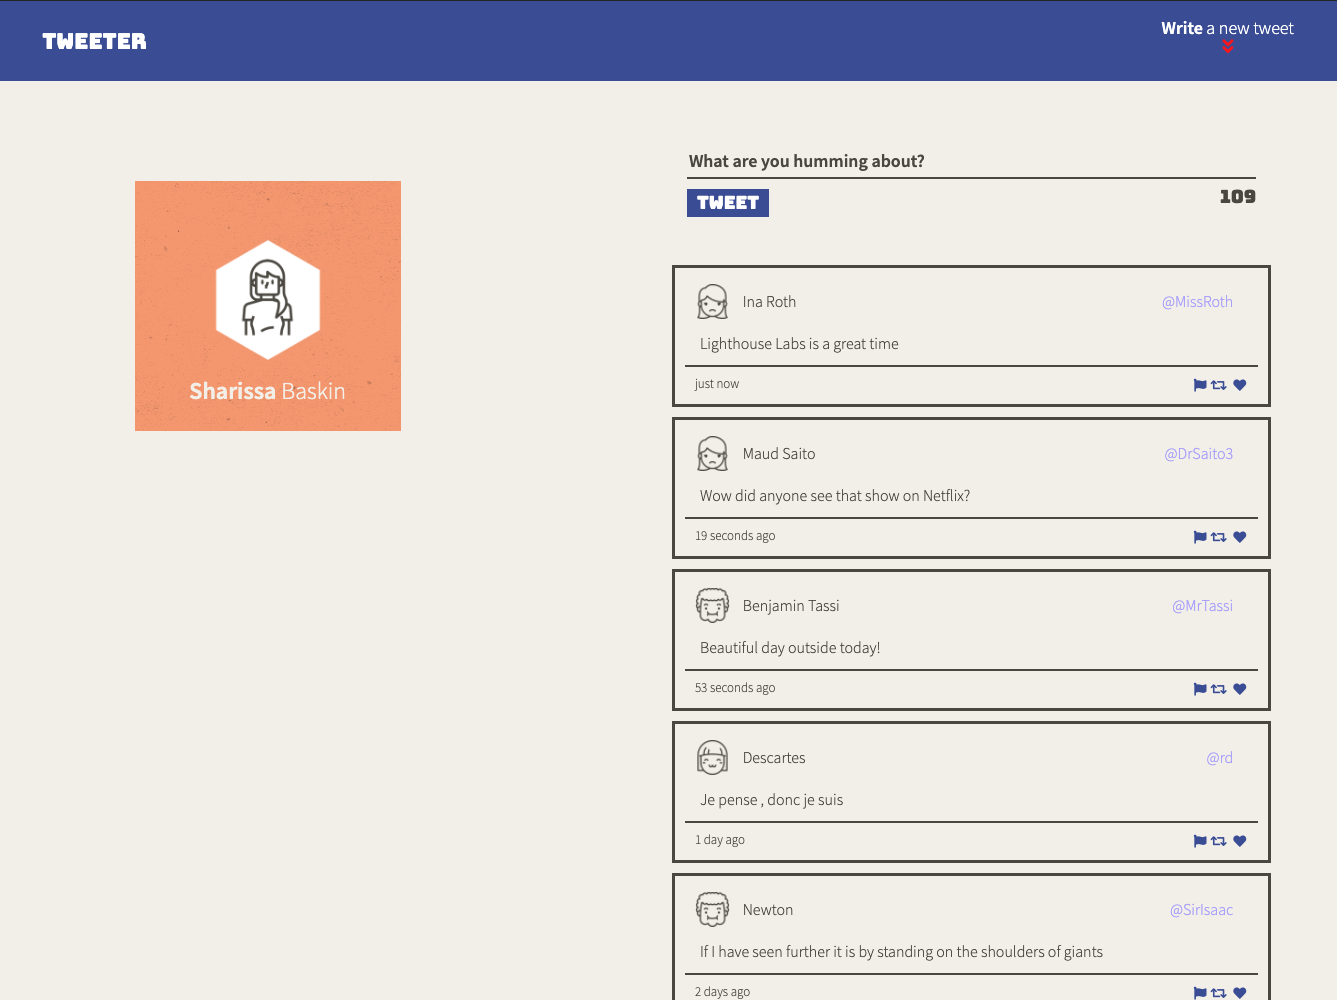 TWEETER
Write a new tweet
Sharissa Baskin
What are you humming about?
TWEET
109
Ina Roth
@MissRoth
Lighthouse Labs is a great time
just now
Maud Saito
@DrSaito3
Wow did anyone see that show on Netflix?
19 seconds ago
Benjamin Tassi
@MrTassi
Beautiful day outside today!
53 seconds ago
Descartes
@rd
Je pense , donc je suis
1 day ago
Newton
@SirIsaac
If I have seen further it is by standing on the shoulders of giants
2 days ago